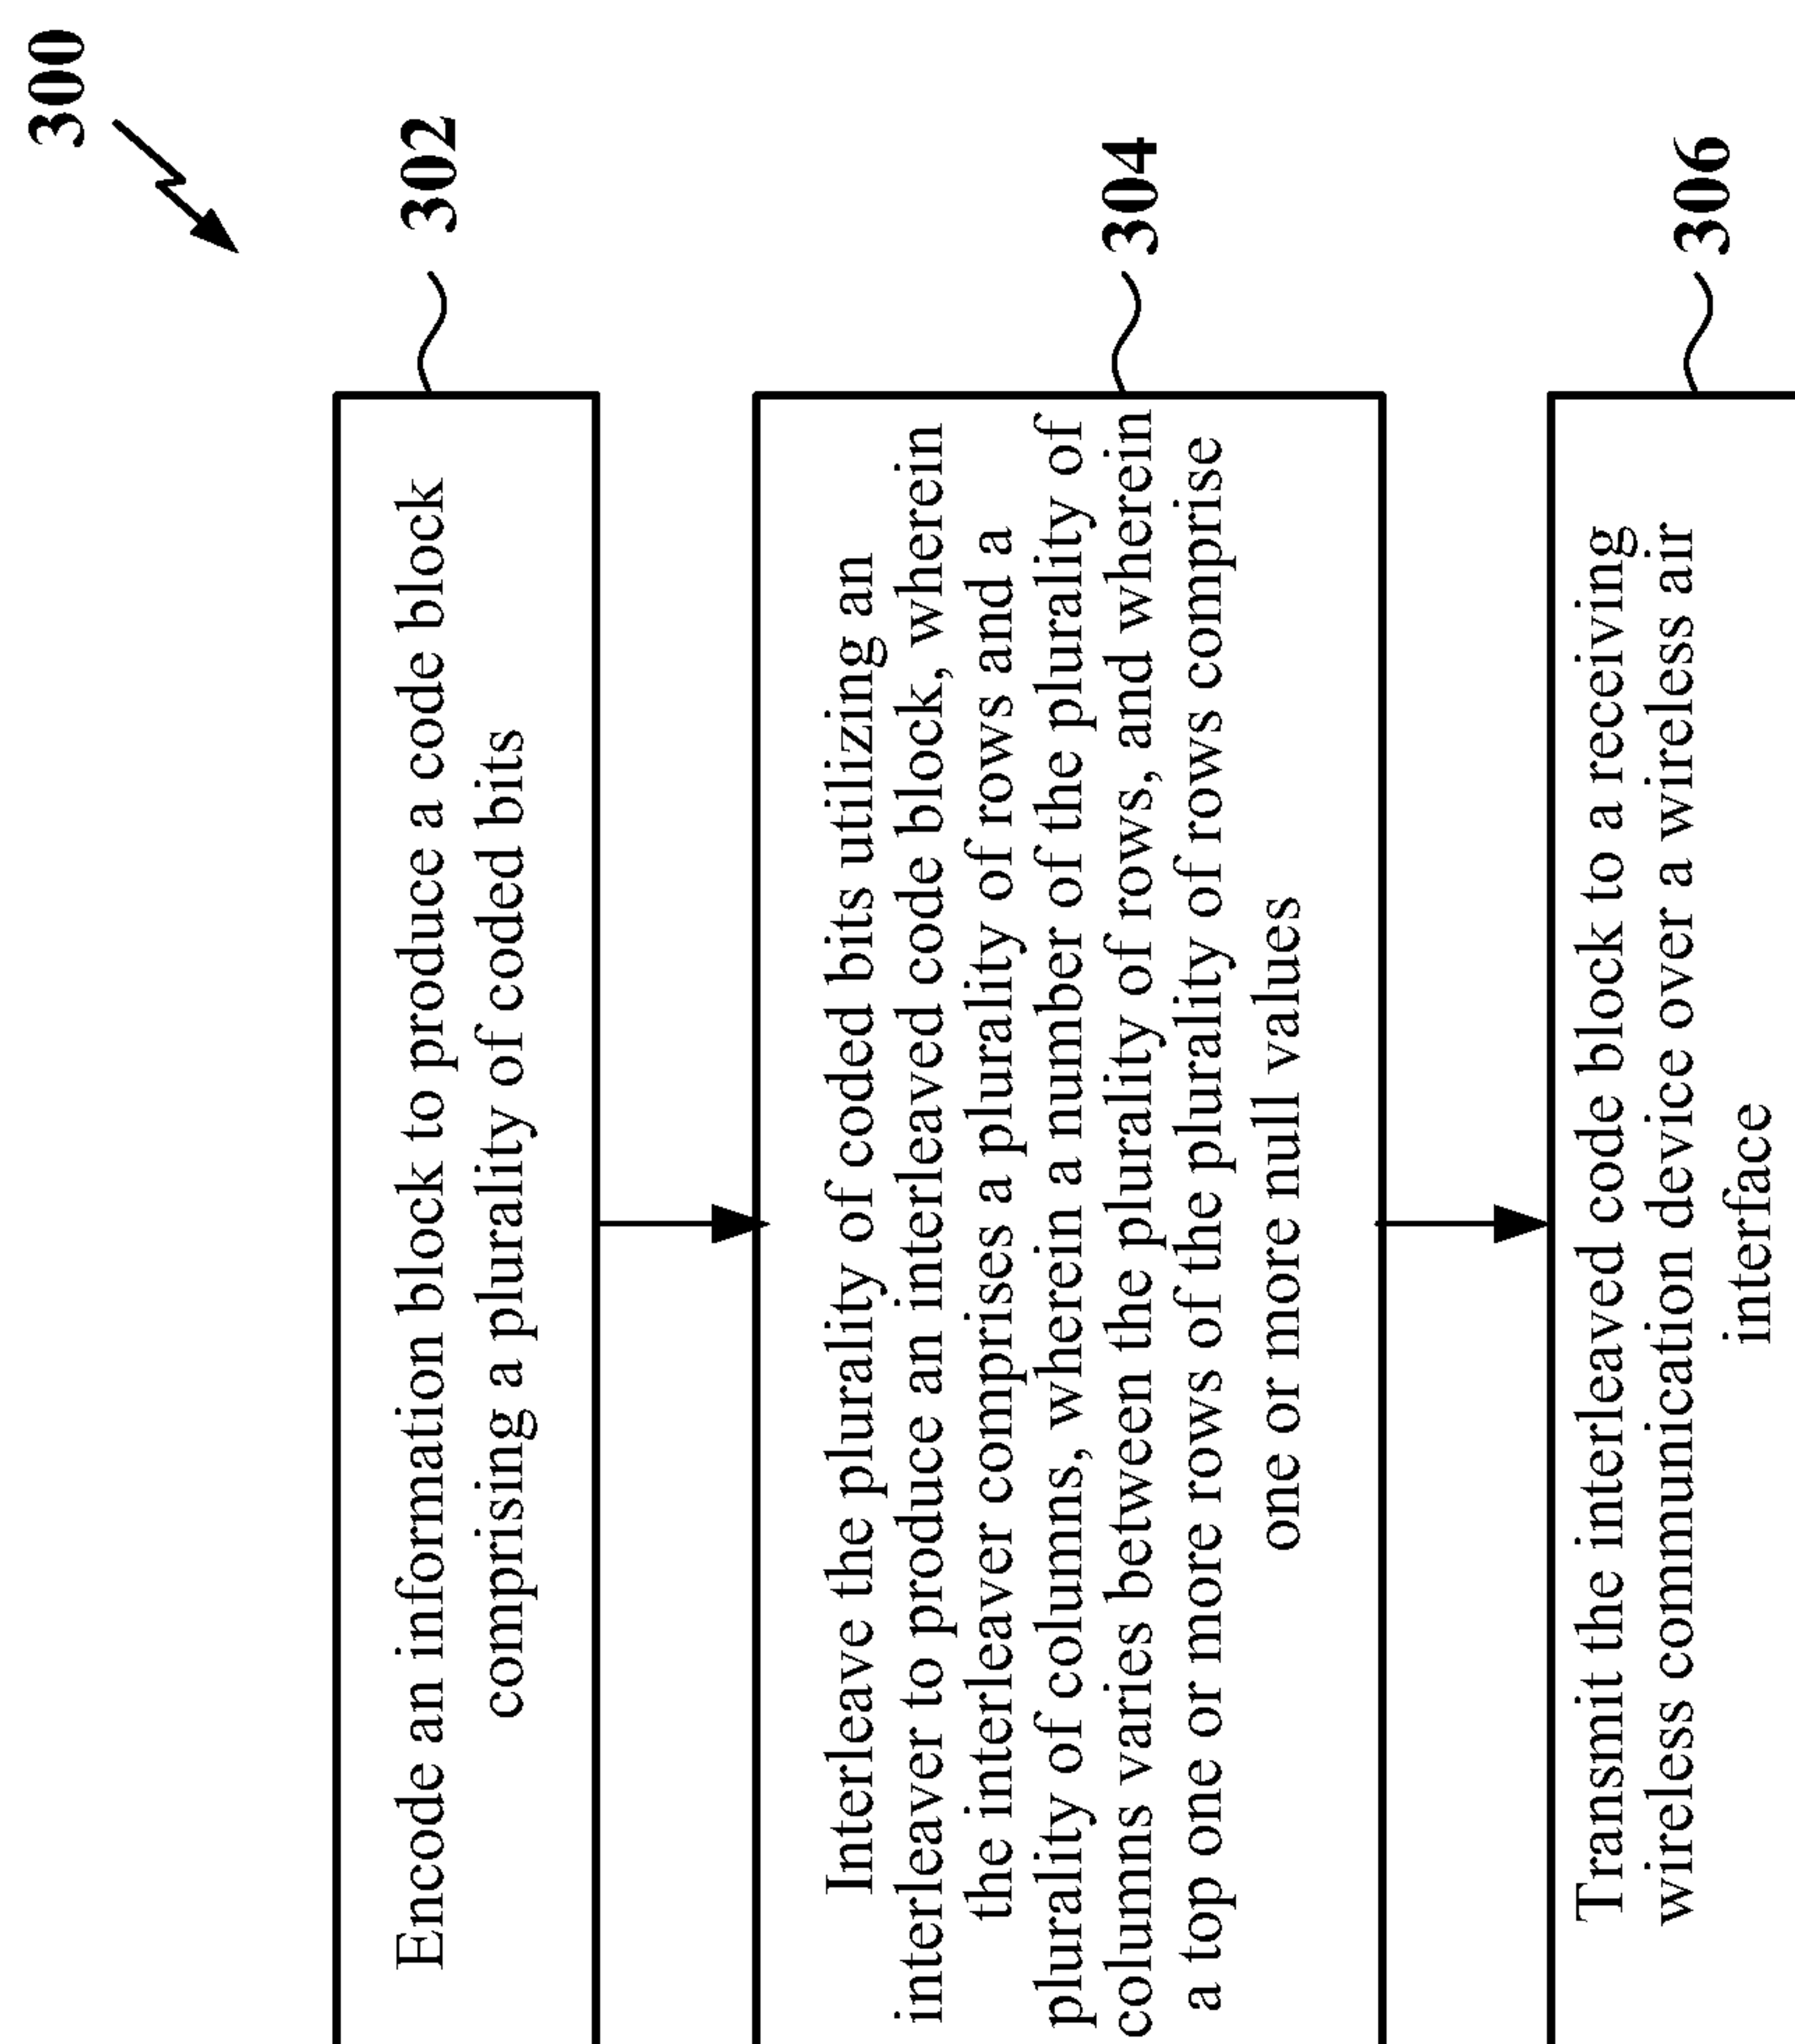 300
302
Encode an information block to produce a code block
comprising a plurality of coded bits
304
Interleave the plurality of coded bits utilizing an
interleaver to produce an interleaved code block, wherein
the interleaver comprises a plurality of rows and a
plurality of columns, wherein a number of the plurality of
columns varies between the plurality of rows, and wherein
a top one or more rows of the plurality of rows comprise
one or more null values
306
Transmit the interleaved code block to a receiving
wireless communication device over a wireless air
interface